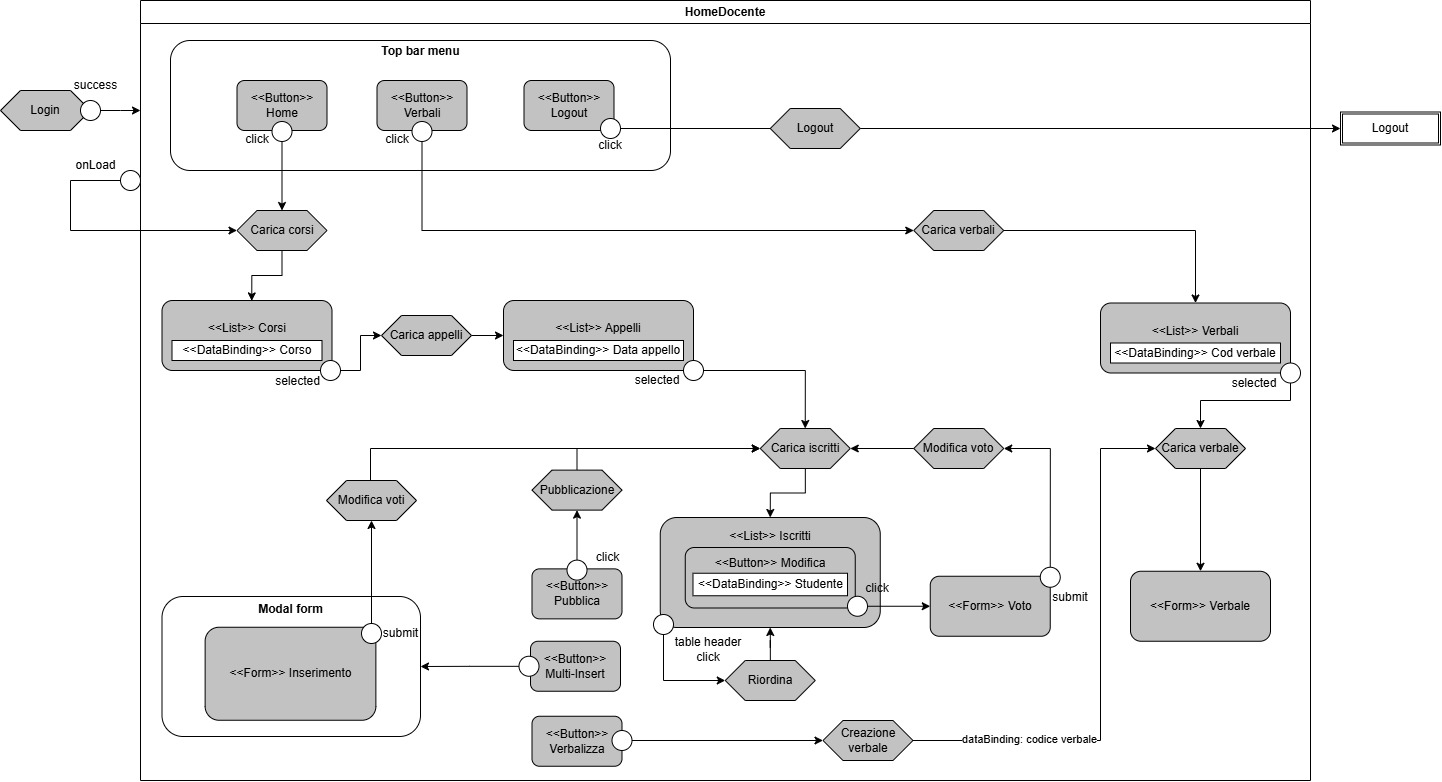 HomeDocente
Top bar menu
success
Login
<<Button>>
Home
click
<<Button>>
Verbali
click
<<Button>>
Logout
click
Logout
Logout
onLoad
Carica corsi
Carica verbali
<<List>> Corsi
<<DataBinding>> Corso
selected
Carica appelli
<<List>> Appelli
<<DataBinding>> Data appello
selected
<<List>> Verbali
<<DataBinding>> Cod verbale
selected
Carica iscritti
Modifica voto
Carica verbale
Modifica voti
Pubblicazione
<<List>> Iscritti
<<Button>> Modifica
<<DataBinding>> Studente
click
click
<<Button>>
Pubblica
<<Form>> Voto
submit
<<Form>> Verbale
Modal form
submit
<<Form>> Inserimento
<<Button>>
Multi-Insert
table header
click
Riordina
<<Button>>
Verbalizza
Creazione
verbale
dataBinding: codice verbale